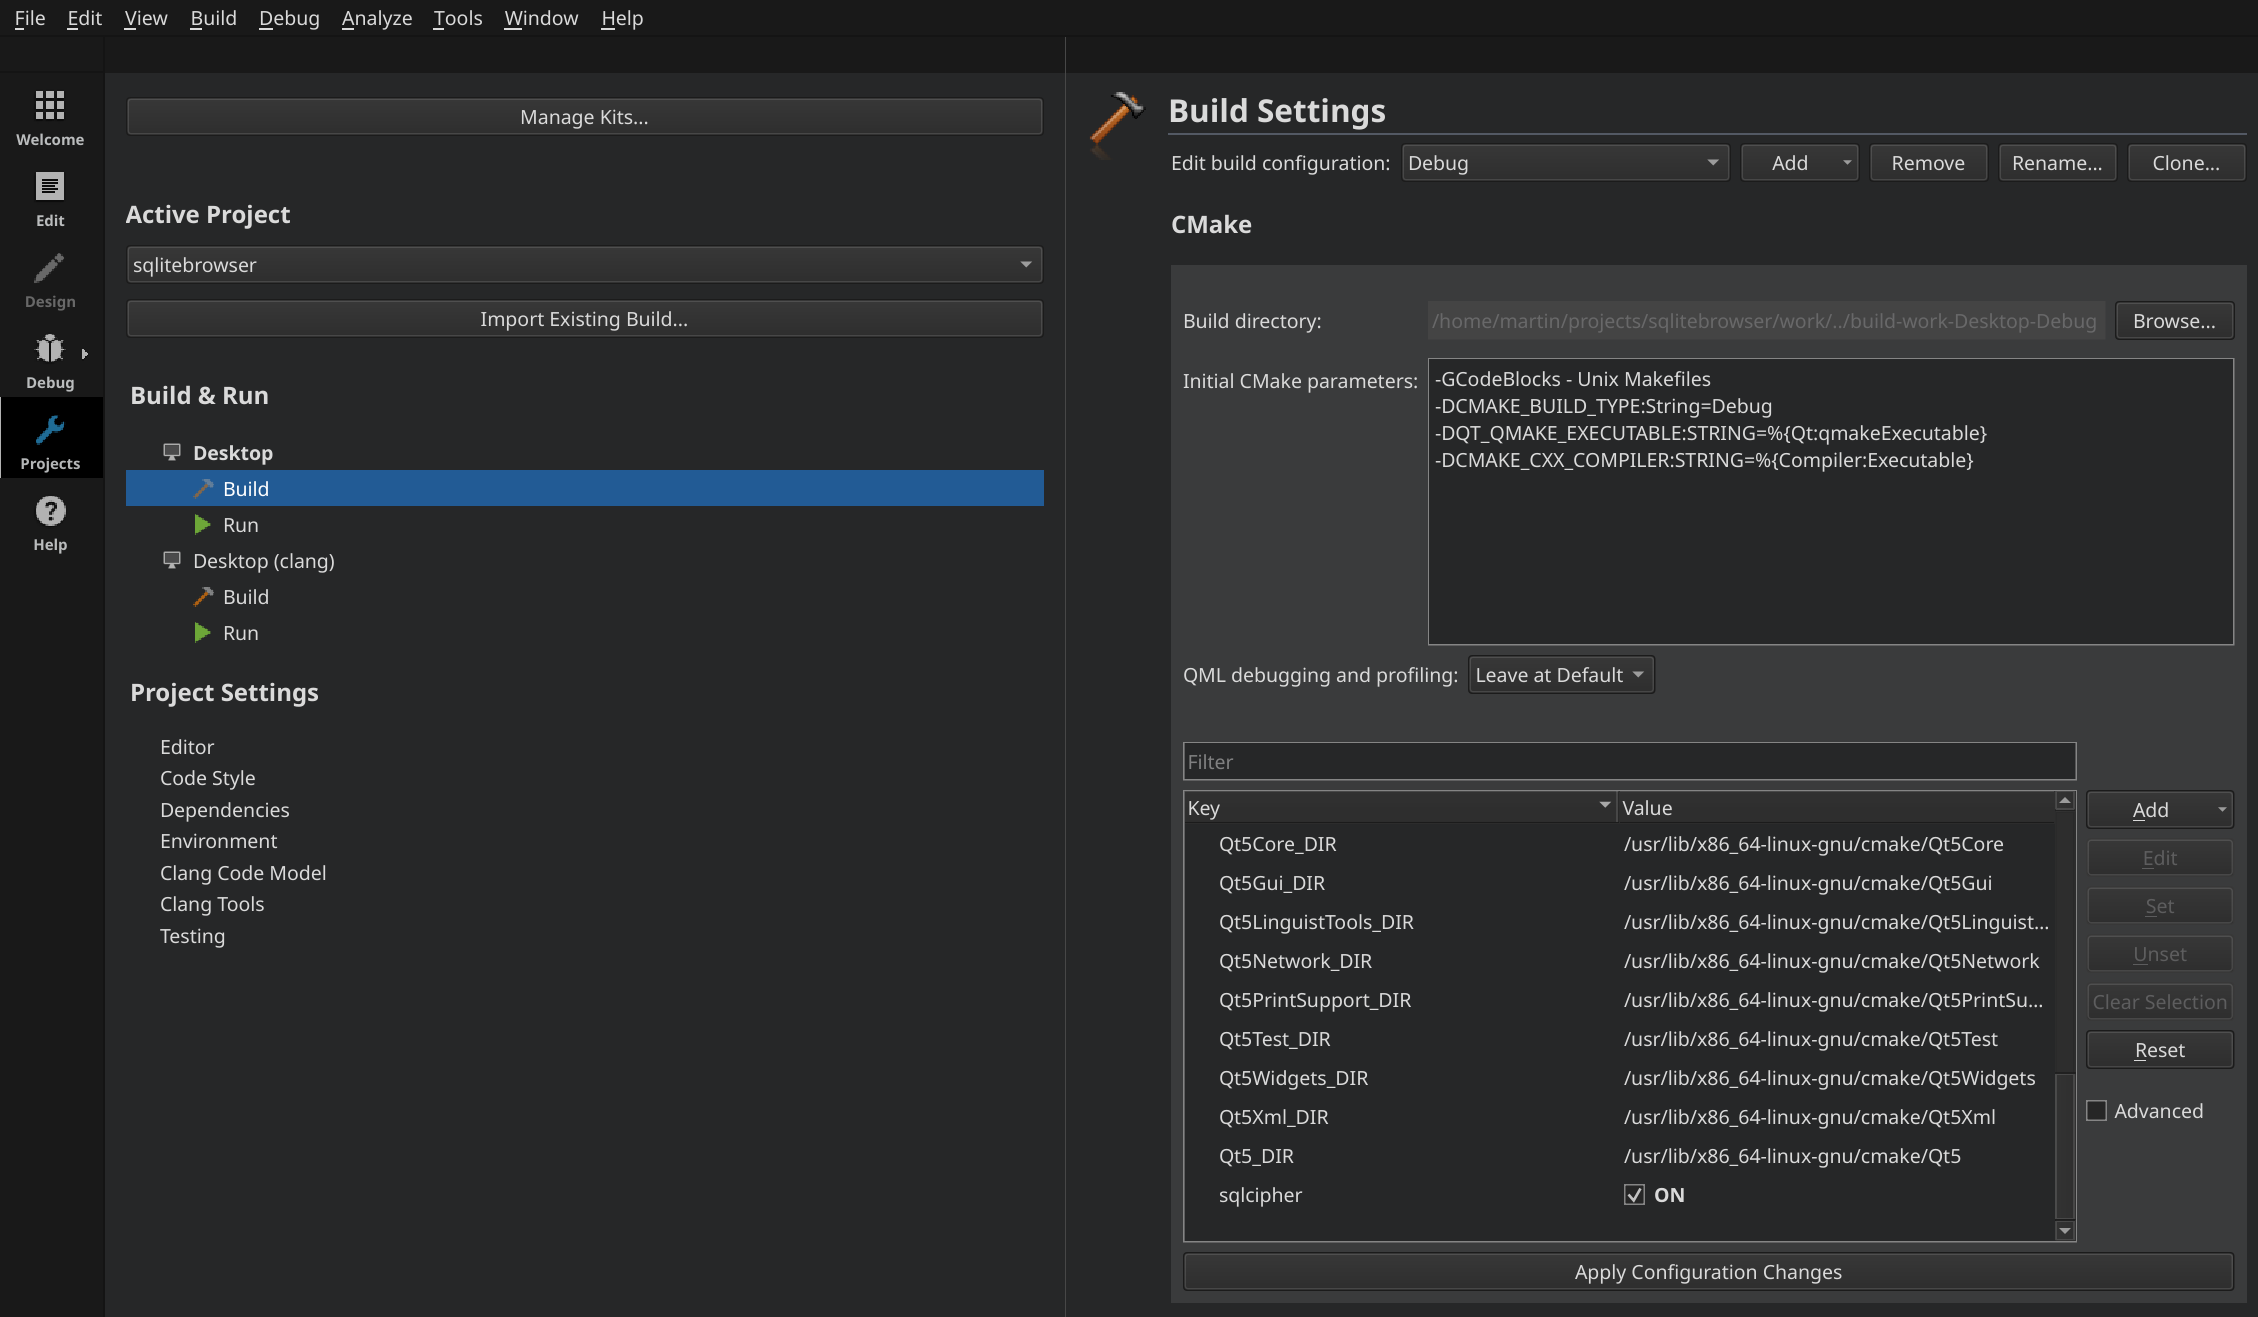 File Edit View Build Debug Analyze Tools Window Help
Welcome
Edit
Design
Debug
Projects
Help
Manage Kits...
Active Project
sqlitebrowser
Import Existing Build...
Build & Run
Desktop
Build
Run
Desktop (clang)
Build
Run
Project Settings
Editor
Code Style
Dependencies
Environment
Clang Code Model
Clang Tools
Testing
Build Settings
Edit build configuration: Debug Add Remove Rename... Clone...
CMake
Build directory: /home/martin/projects/sqlitebrowser/work/../build-work-Desktop-Debug Browse...
Initial CMake parameters:
-GCodeBlocks - Unix Makefiles
-DCMAKE_BUILD_TYPE:String=Debug
-DQT_QMAKE_EXECUTABLE:STRING=%{Qt:qmakeExecutable}
-DCMAKE_CXX_COMPILER:STRING=%{Compiler:Executable}
QML debugging and profiling: Leave at Default
Filter
Key Value
Qt5Core_DIR /usr/lib/x86_64-linux-gnu/cmake/Qt5Core
Qt5Gui_DIR /usr/lib/x86_64-linux-gnu/cmake/Qt5Gui
Qt5LinguistTools_DIR /usr/lib/x86_64-linux-gnu/cmake/Qt5Linguist...
Qt5Network_DIR /usr/lib/x86_64-linux-gnu/cmake/Qt5Network
Qt5PrintSupport_DIR /usr/lib/x86_64-linux-gnu/cmake/Qt5PrintSu...
Qt5Test_DIR /usr/lib/x86_64-linux-gnu/cmake/Qt5Test
Qt5Widgets_DIR /usr/lib/x86_64-linux-gnu/cmake/Qt5Widgets
Qt5Xml_DIR /usr/lib/x86_64-linux-gnu/cmake/Qt5Xml
Qt5_DIR /usr/lib/x86_64-linux-gnu/cmake/Qt5
sqlcipher ON
Add
Edit
Set
Unset
Clear Selection
Reset
Advanced
Apply Configuration Changes